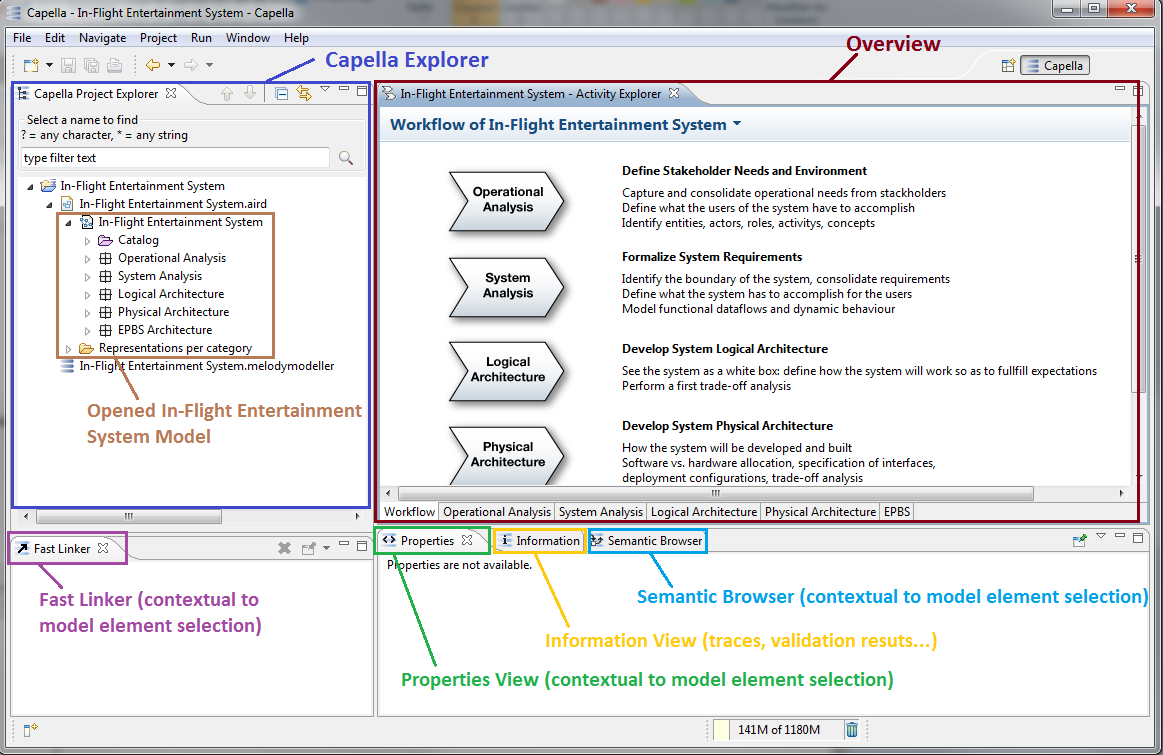 Capella - In-Flight Entertainment System - Capella
File Edit Navigate Project Run Window Help
Capella Explorer
Overview
Capella
Capella Project Explorer
Select a name to find
? = any character, * = any string
type filter text
In-Flight Entertainment System
In-Flight Entertainment System.aird
In-Flight Entertainment System
Catalog
Operational Analysis
System Analysis
Logical Architecture
Physical Architecture
EPBS Architecture
Representations per category
In-Flight Entertainment System.melodymodeller
Opened In-Flight Entertainment
System Model
In-Flight Entertainment System - Activity Explorer
Workflow of In-Flight Entertainment System
Operational
Analysis
Define Stakeholder Needs and Environment
Capture and consolidate operational needs from stackholders
Define what the users of the system have to accomplish
Identify entities, actors, roles, activitys, concepts
System
Analysis
Formalize System Requirements
Identify the boundary of the system, consolidate requirements
Define what the system has to accomplish for the users
Model functional dataflows and dynamic behaviour
Logical
Architecture
Develop System Logical Architecture
See the system as a white box: define how the system will work so as to fullfill expectations
Perform a first trade-off analysis
Physical
Architecture
Develop System Physical Architecture
How the system will be developed and built
Software vs. hardware allocation, specification of interfaces,
deployment configurations, trade-off analysis
Workflow Operational Analysis System Analysis Logical Architecture Physical Architecture EPBS
Fast Linker
Fast Linker (contextual to
model element selection)
Properties Information Semantic Browser
Properties are not available.
Semantic Browser (contextual to model element selection)
Information View (traces, validation resuts...)
Properties View (contextual to model element selection)
141M of 1180M